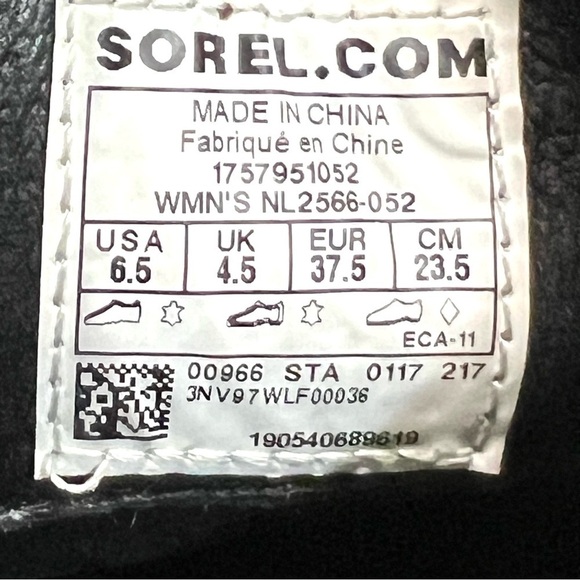 SOREL.COM
MADE IN CHINA
Fabriqué en Chine
1757951052
WMN'S NL2566-052
USA UK EUR CM
6.5 4.5 37.5 23.5
ECA-11
00966 STA 0117 217
3NV97WLF00036
190540689619